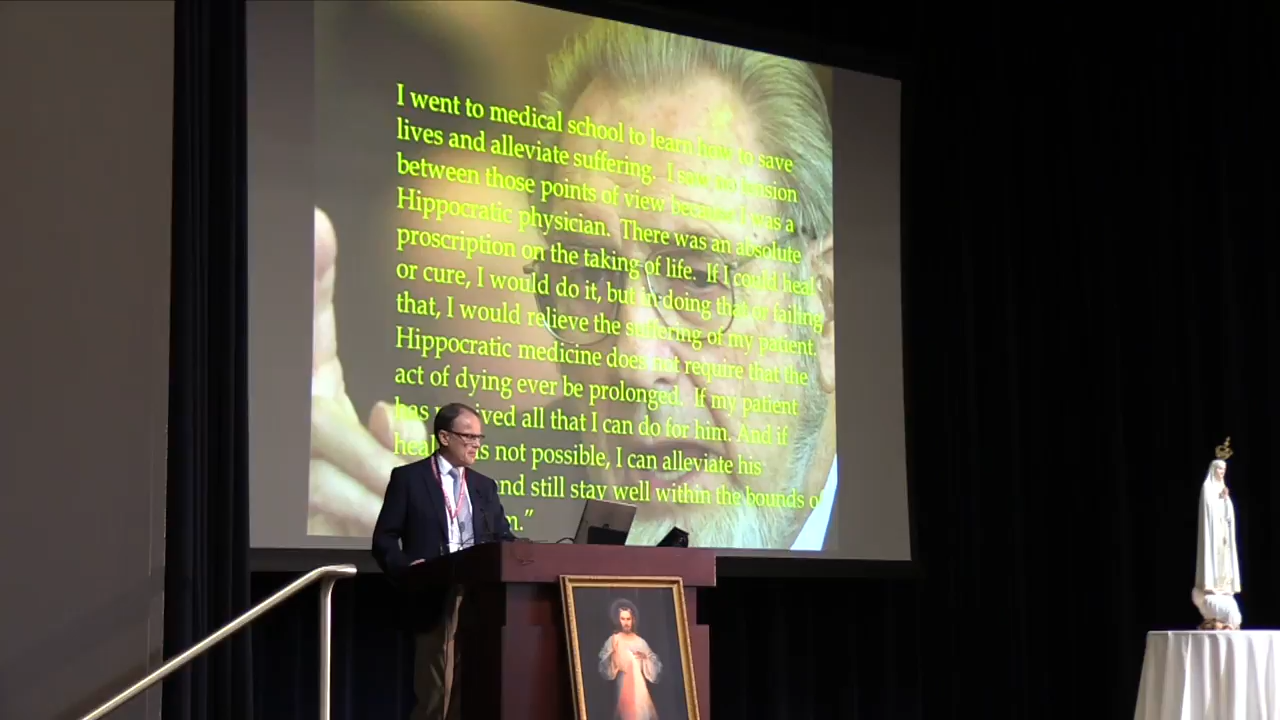 I went to medical school to learn how to save
lives and alleviate suffering. I saw no tension
between those points of view because I was a
Hippocratic physician. There was an absolute
proscription on the taking of life. If I could heal
or cure, I would do it, but in doing that or failing
that, I would relieve the suffering of my patient.
Hippocratic medicine does not require that the
act of dying ever be prolonged. If my patient
has ived all that I can do for him. And if
heal is not possible, I can alleviate his
and still stay well within the bounds o
m.”